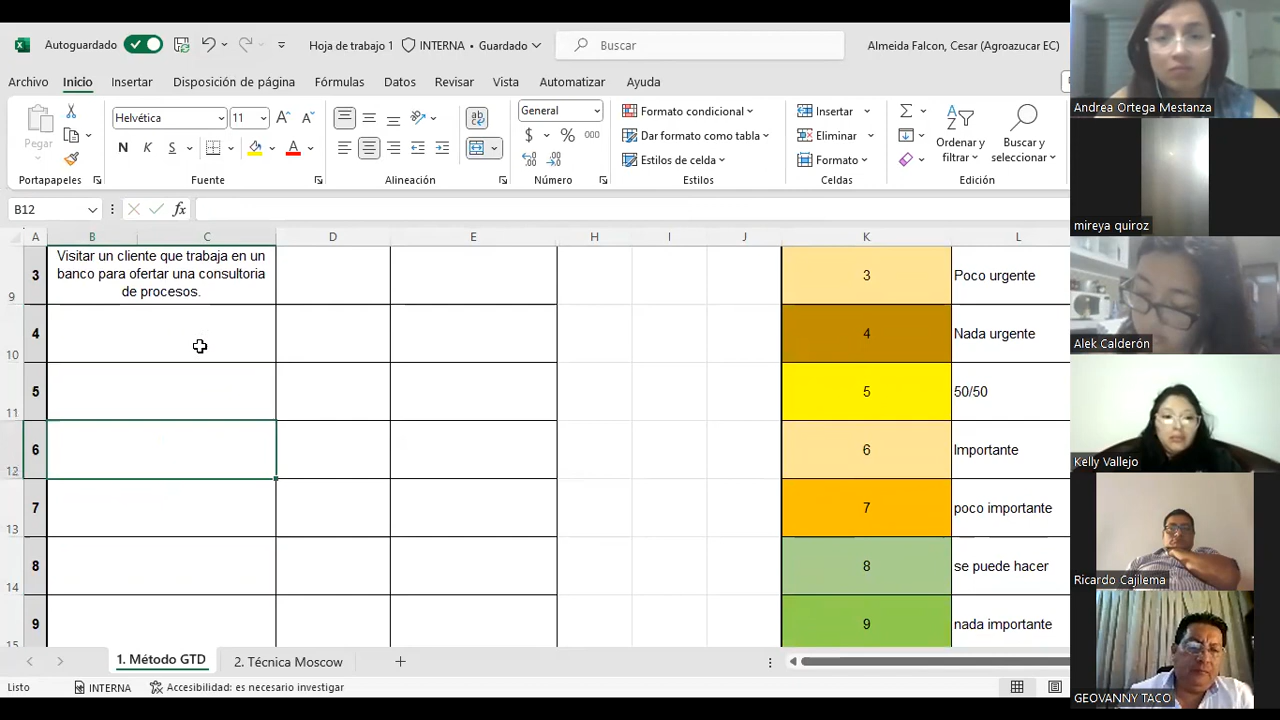 Autoguardado
Hoja de trabajo 1
INTERNA • Guardado
Buscar
Almeida Falcon, Cesar (Agroazucar EC)
Archivo Inicio Insertar Disposición de página Fórmulas Datos Revisar Vista Automatizar Ayuda
Pegar
Helvética 11
N K S
A A
ab
General
$ % 000
Formato condicional
Dar formato como tabla
Estilos de celda
Insertar
Eliminar
Formato
Ordenar y
filtrar
Buscar y
seleccionar
Portapapeles Fuente Alineación Número Estilos Celdas Edición
B12 fx
A B C D E H I J K L
Visitar un cliente que trabaja en un
banco para ofertar una consultoria
de procesos.
9 3 3 Poco urgente
10 4 4 Nada urgente
11 5 5 50/50
12 6 6 Importante
13 7 7 poco importante
14 8 8 se puede hacer
15 9 9 nada importante
1. Método GTD 2. Técnica Moscow
Listo INTERNA Accesibilidad: es necesario investigar
Andrea Ortega Mestanza
mireya quiroz
Alek Calderón
Kelly Vallejo
Ricardo Cajilema
GEOVANNY TACO